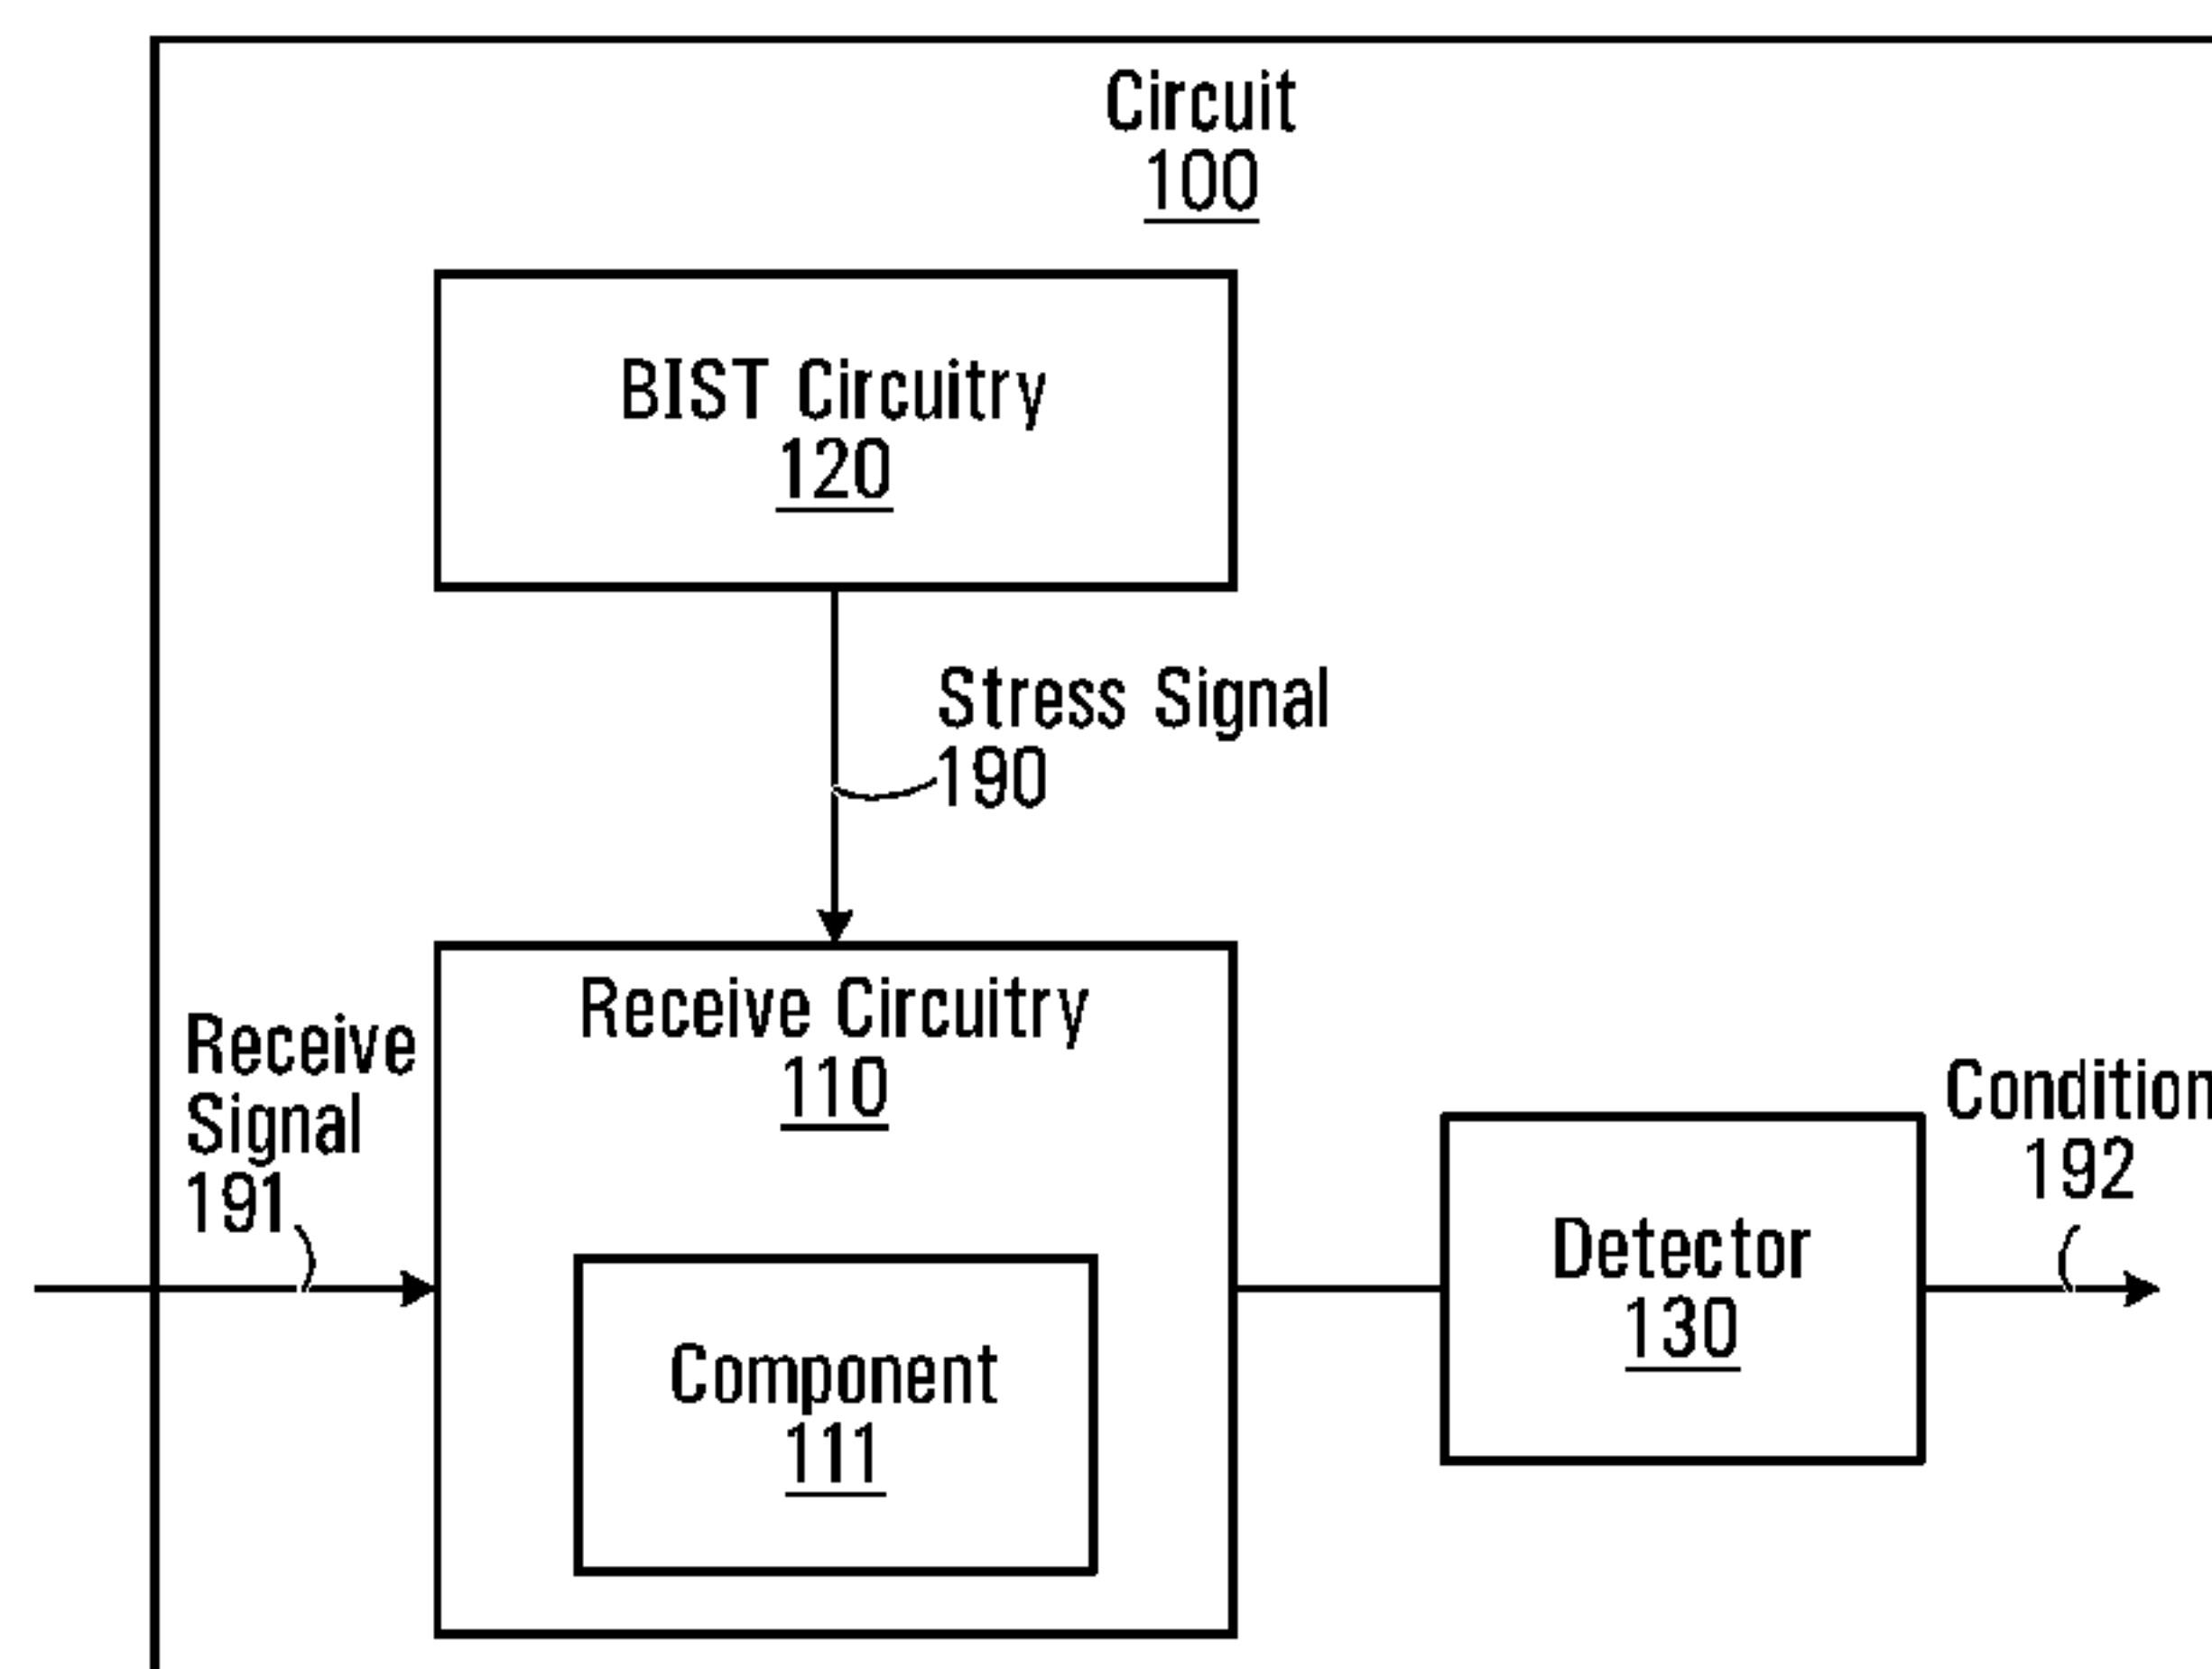 Circuit
100
BIST Circuitry
120
Stress Signal
190
Receive Circuitry
110
Receive
Signal
191
Component
111
Detector
130
Condition
192